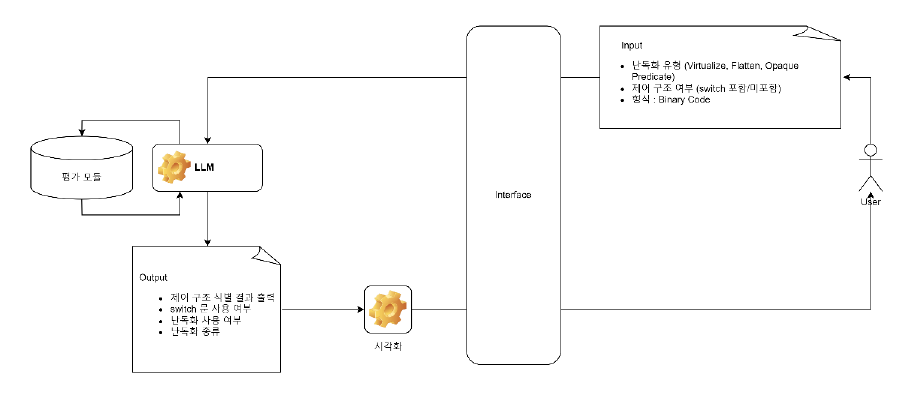 Input
• 난독화 유형 (Virtualize, Flatten, Opaque
Predicate)
• 제어 구조 여부 (switch 포함/미포함)
• 형식 : Binary Code
LLM
평가 모듈
Interface
User
Output
• 제어 구조 식별 결과 출력
• switch 문 사용 여부
• 난독화 사용 여부
• 난독화 종류
시각화